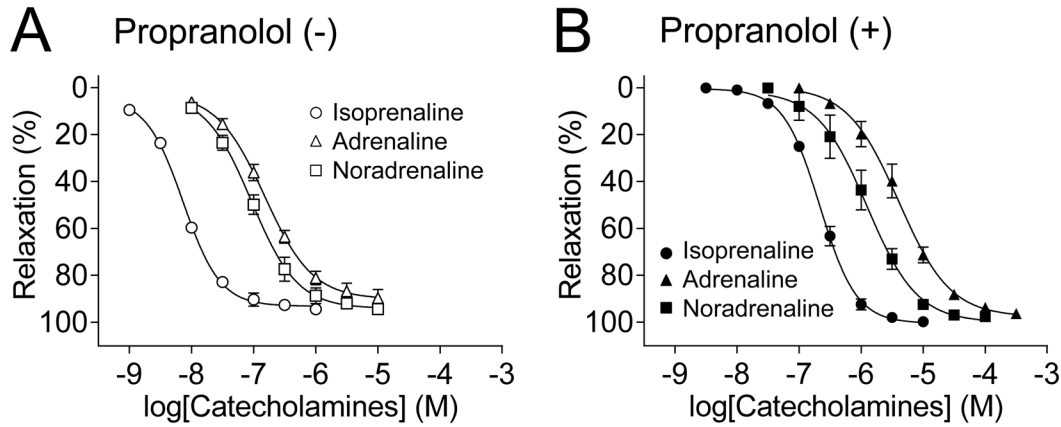 A Propranolol (-)
Relaxation (%)
0
20
40
60
80
100
Isoprenaline
Adrenaline
Noradrenaline
-9 -8 -7 -6 -5 -4 -3
log[Catecholamines] (M)
B Propranolol (+)
Relaxation (%)
0
20
40
60
80
100
Isoprenaline
Adrenaline
Noradrenaline
-9 -8 -7 -6 -5 -4 -3
log[Catecholamines] (M)